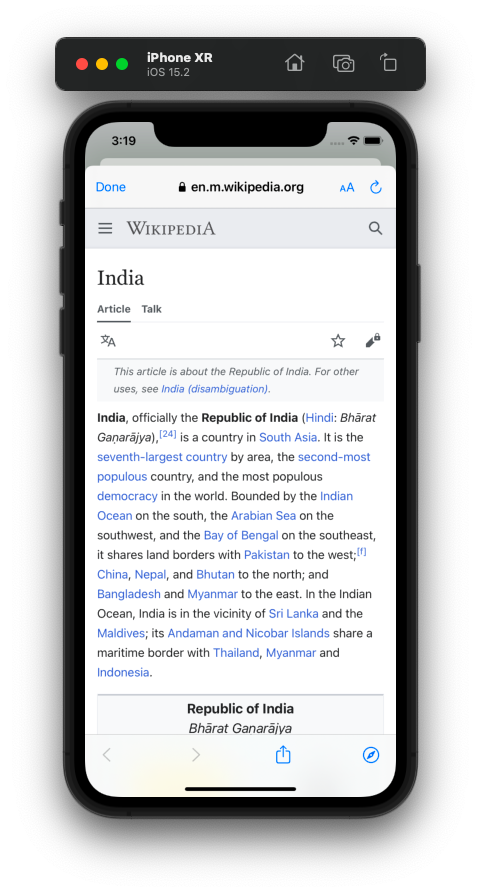 iPhone XR
iOS 15.2
3:19
Done
en.m.wikipedia.org
AA
WIKIPEDIA
India
Article Talk
This article is about the Republic of India. For other
uses, see India (disambiguation).
India, officially the Republic of India (Hindi: Bhārat
Gaṇarājya),[24] is a country in South Asia. It is the
seventh-largest country by area, the second-most
populous country, and the most populous
democracy in the world. Bounded by the Indian
Ocean on the south, the Arabian Sea on the
southwest, and the Bay of Bengal on the southeast,
it shares land borders with Pakistan to the west;[f]
China, Nepal, and Bhutan to the north; and
Bangladesh and Myanmar to the east. In the Indian
Ocean, India is in the vicinity of Sri Lanka and the
Maldives; its Andaman and Nicobar Islands share a
maritime border with Thailand, Myanmar and
Indonesia.
Republic of India
Bhārat Gaṇarājya